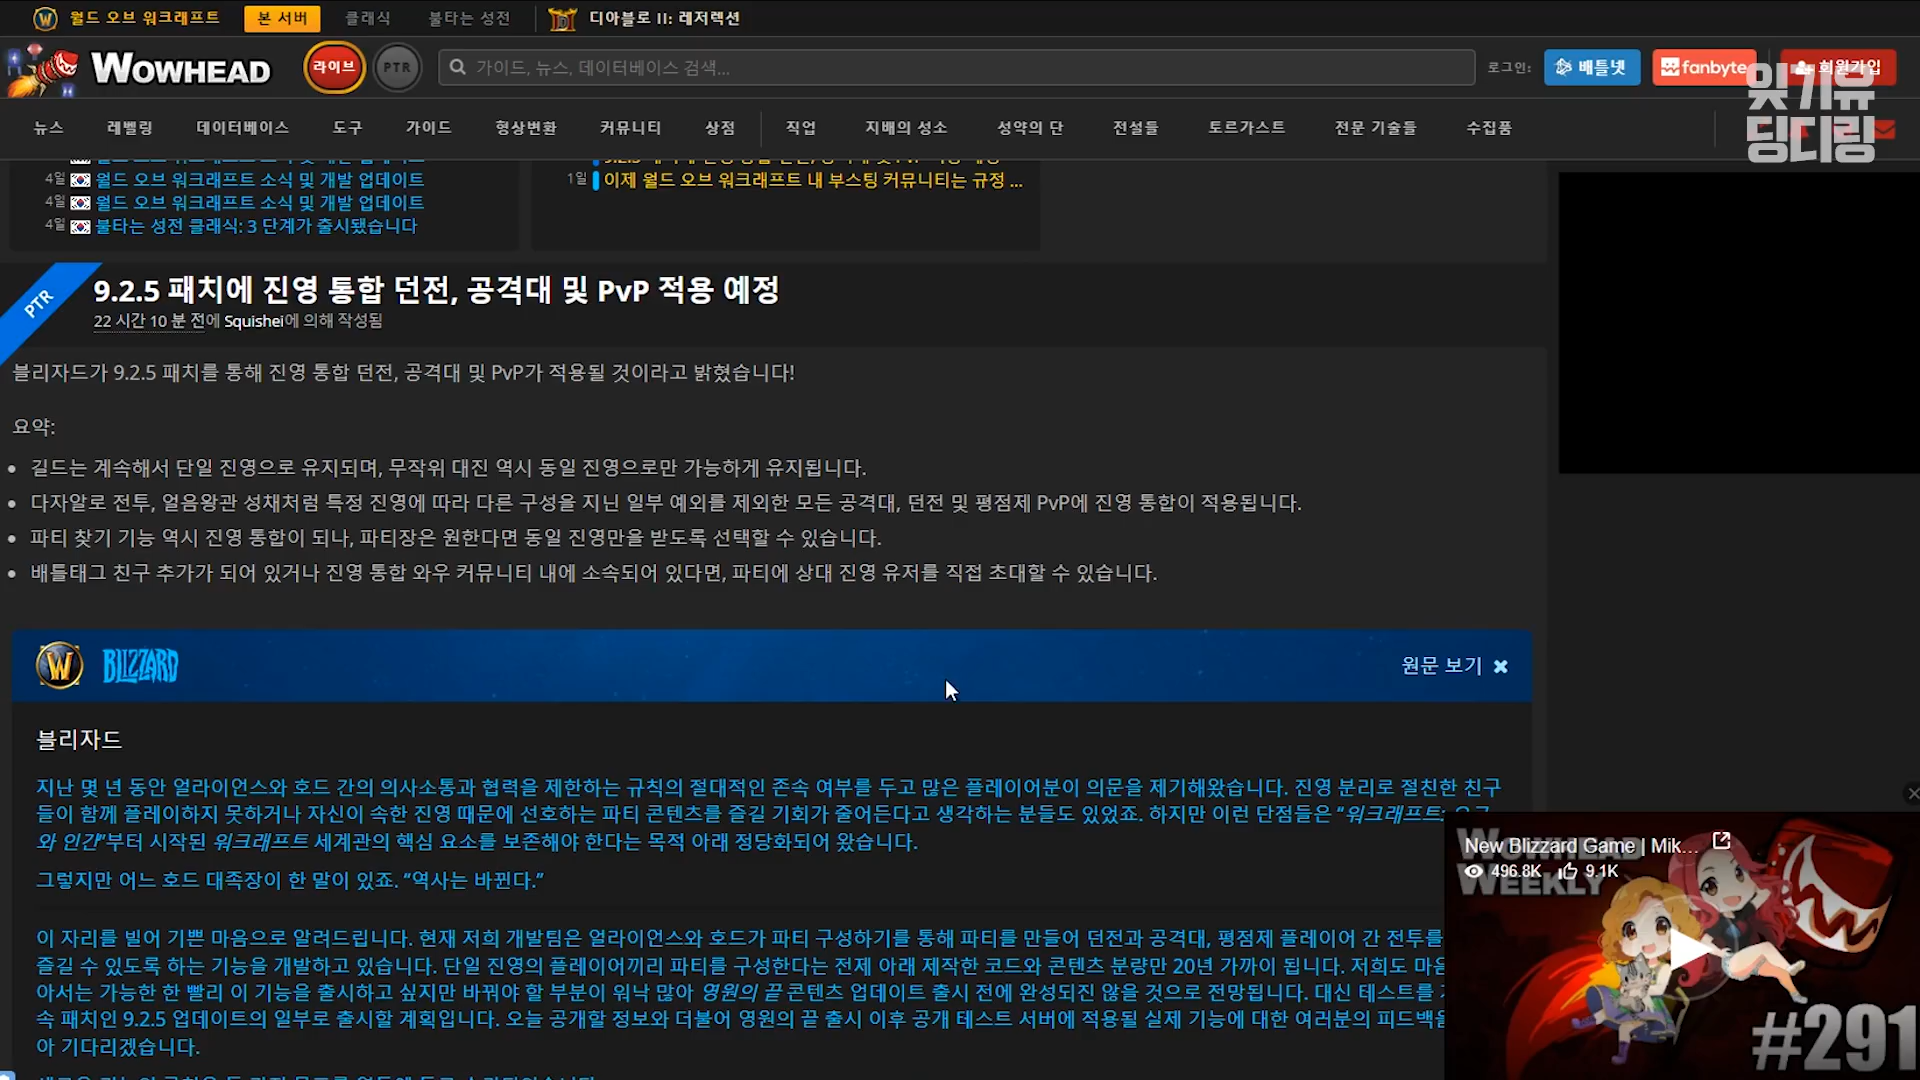 월드 오브 워크래프트
본 서버
클래식
불타는 성전
디아블로 II: 레저렉션
WOWHEAD
라이브
PTR
가이드, 뉴스, 데이터베이스 검색...
로그인:
배틀넷
fanbyte
회원가입
뉴스
레벨링
데이터베이스
도구
가이드
형상변환
커뮤니티
상점
직업
지배의 성소
성약의 단
전설들
토르가스트
전문 기술들
수집품
4일 월드 오브 워크래프트 소식 및 개발 업데이트
4일 월드 오브 워크래프트 소식 및 개발 업데이트
4일 불타는 성전 클래식: 3 단계가 출시됐습니다
1일 이제 월드 오브 워크래프트 내 부스팅 커뮤니티는 규정 ...
PTR
9.2.5 패치에 진영 통합 던전, 공격대 및 PvP 적용 예정
22 시간 10 분 전에 Squishei에 의해 작성됨
블리자드가 9.2.5 패치를 통해 진영 통합 던전, 공격대 및 PvP가 적용될 것이라고 밝혔습니다!
요약:
• 길드는 계속해서 단일 진영으로 유지되며, 무작위 대진 역시 동일 진영으로만 가능하게 유지됩니다.
• 다자알로 전투, 얼음왕관 성채처럼 특정 진영에 따라 다른 구성을 지닌 일부 예외를 제외한 모든 공격대, 던전 및 평점제 PvP에 진영 통합이 적용됩니다.
• 파티 찾기 기능 역시 진영 통합이 되나, 파티장은 원한다면 동일 진영만을 받도록 선택할 수 있습니다.
• 배틀태그 친구 추가가 되어 있거나 진영 통합 와우 커뮤니티 내에 소속되어 있다면, 파티에 상대 진영 유저를 직접 초대할 수 있습니다.
BLIZZARD
원문 보기
블리자드
지난 몇 년 동안 얼라이언스와 호드 간의 의사소통과 협력을 제한하는 규칙의 절대적인 존속 여부를 두고 많은 플레이어분이 의문을 제기해왔습니다. 진영 분리로 절친한 친구
들이 함께 플레이하지 못하거나 자신이 속한 진영 때문에 선호하는 파티 콘텐츠를 즐길 기회가 줄어든다고 생각하는 분들도 있었죠. 하지만 이런 단점들은 “워크래프트:
와 인간”부터 시작된 워크래프트 세계관의 핵심 요소를 보존해야 한다는 목적 아래 정당화되어 왔습니다.
그렇지만 어느 호드 대족장이 한 말이 있죠. “역사는 바뀐다.”
이 자리를 빌어 기쁜 마음으로 알려드립니다. 현재 저희 개발팀은 얼라이언스와 호드가 파티 구성하기를 통해 파티를 만들어 던전과 공격대, 평점제 플레이어 간 전투를
즐길 수 있도록 하는 기능을 개발하고 있습니다. 단일 진영의 플레이어끼리 파티를 구성한다는 전제 아래 제작한 코드와 콘텐츠 분량만 20년 가까이 됩니다. 저희도 마음
아서는 가능한 한 빨리 이 기능을 출시하고 싶지만 바꿔야 할 부분이 워낙 많아 영원의 끝 콘텐츠 업데이트 출시 전에 완성되진 않을 것으로 전망됩니다. 대신 테스트를
속 패치인 9.2.5 업데이트의 일부로 출시할 계획입니다. 오늘 공개할 정보와 더불어 영원의 끝 출시 이후 공개 테스트 서버에 적용될 실제 기능에 대한 여러분의 피드백을
아 기다리겠습니다.
New Blizzard Game | Mik...
496.8K 9.1K
WOWHEAD
WEEKLY
#291